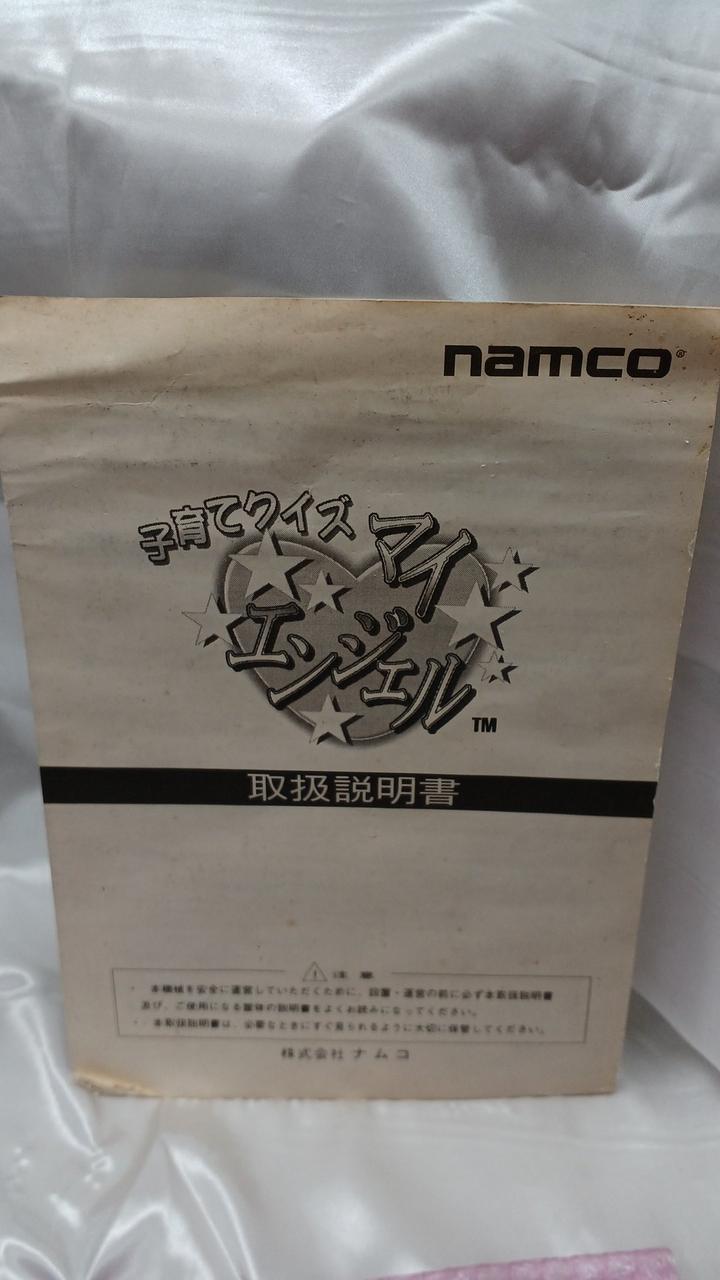 namco®
子育てクイズ マイ
エンジェル TM
取扱説明書
⚠ 注意
・ 本機械を安全に運営していただくために、設置・運営の前に必ず本取扱説明書
及び、ご使用になる筐体の説明書をよくお読みになってください。
・ 本取扱説明書は、必要なときにすぐ見られるように大切に保管してください。
株式会社ナムコ